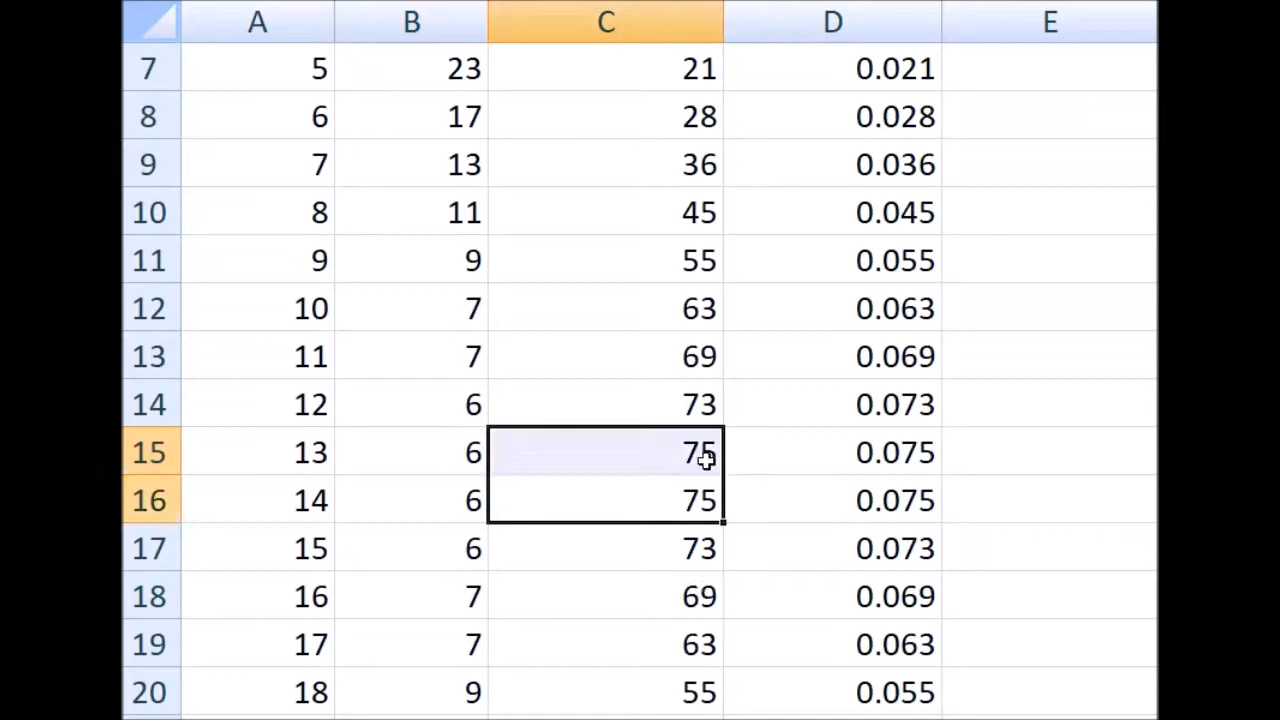 A B C D E
7 5 23 21 0.021
8 6 17 28 0.028
9 7 13 36 0.036
10 8 11 45 0.045
11 9 9 55 0.055
12 10 7 63 0.063
13 11 7 69 0.069
14 12 6 73 0.073
15 13 6 75 0.075
16 14 6 75 0.075
17 15 6 73 0.073
18 16 7 69 0.069
19 17 7 63 0.063
20 18 9 55 0.055